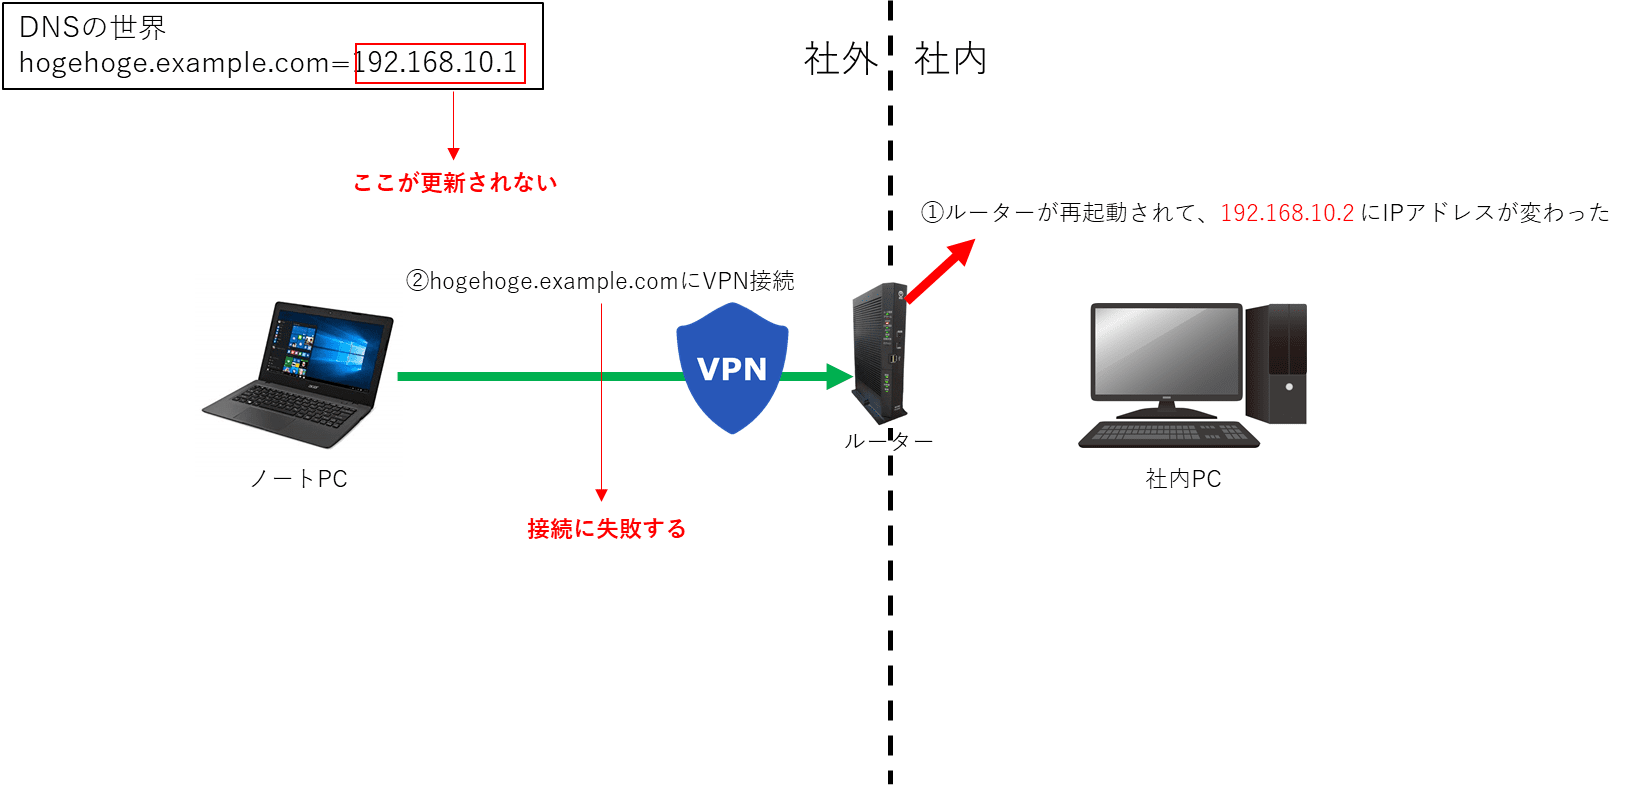 DNSの世界
hogehoge.example.com=192.168.10.1
社外
社内
ここが更新されない
①ルーターが再起動されて、192.168.10.2にIPアドレスが変わった
②hogehoge.example.comにVPN接続
VPN
ルーター
ノートPC
社内PC
接続に失敗する